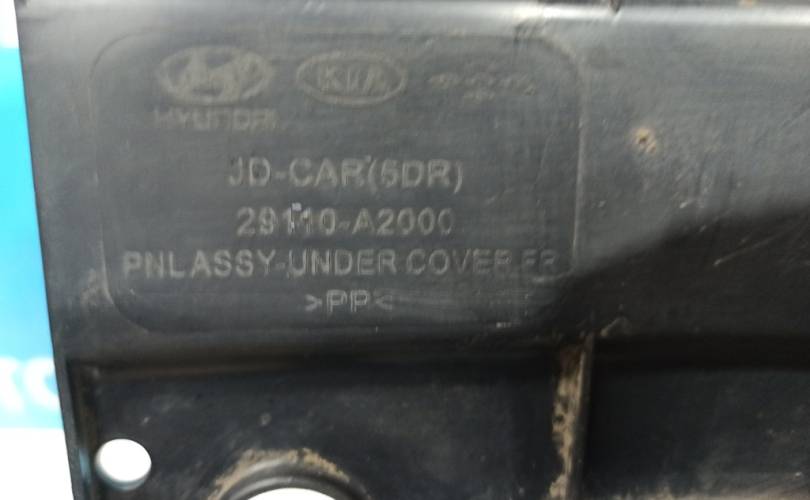 KIA
HYUNDAI
JD-CAR(5DR)
29110-A2000
PNL ASSY-UNDER COVER,FR
>PP<